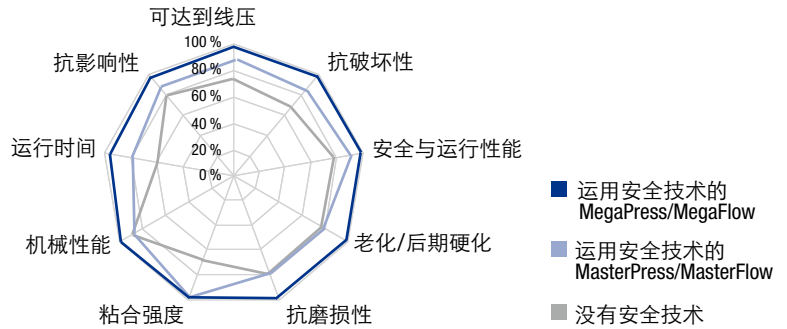 可达到线压
100 %
80 %
60 %
40 %
20 %
0 %
抗影响性
抗破坏性
运行时间
安全与运行性能
机械性能
老化/后期硬化
粘合强度
抗磨损性
运用安全技术的
MegaPress/MegaFlow
运用安全技术的
MasterPress/MasterFlow
没有安全技术